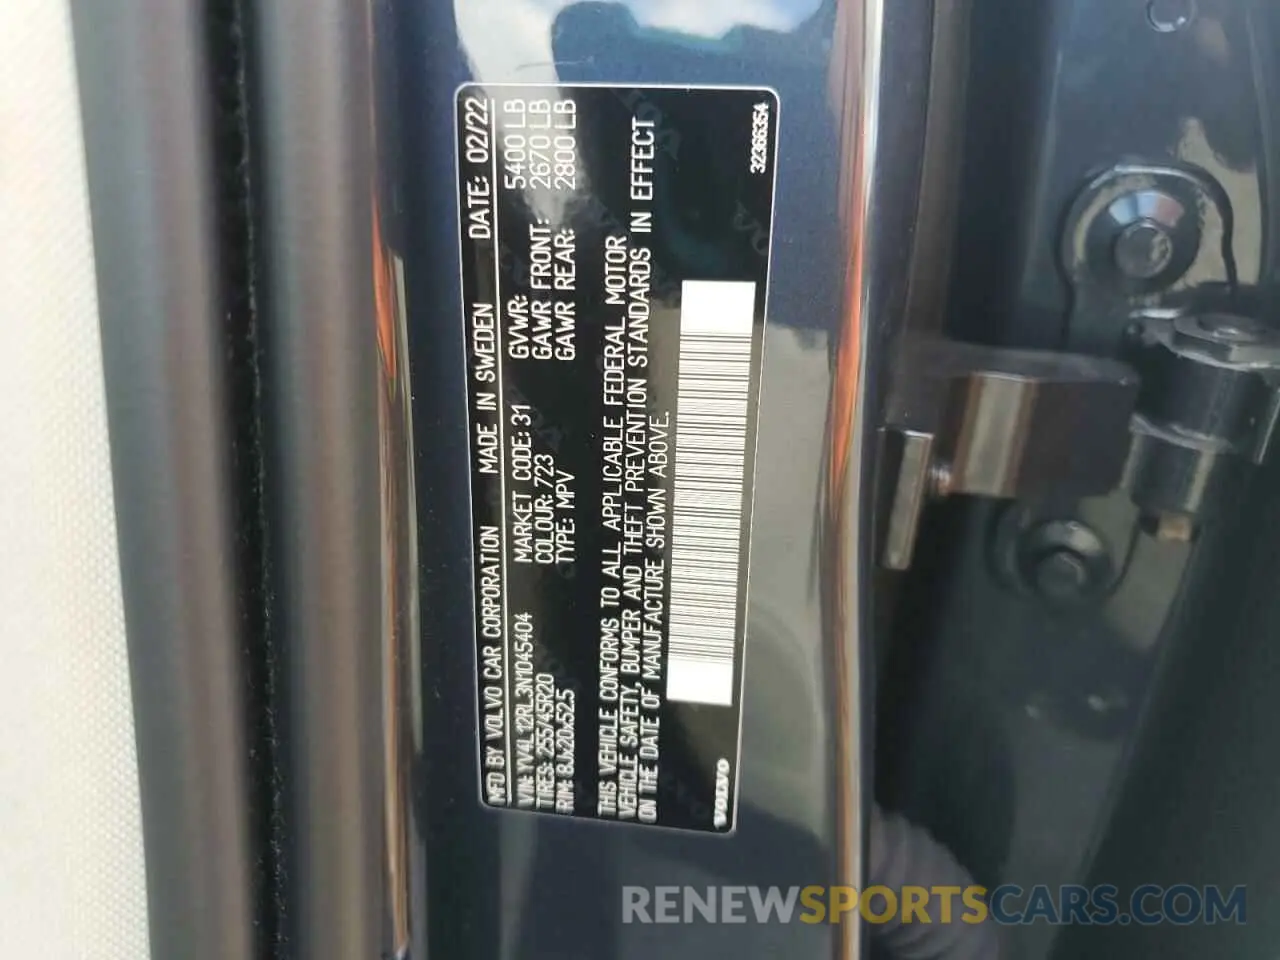 MFD BY VOLVO CAR CORPORATION MADE IN SWEDEN DATE: 02/22
VIN: YV4L12RL3N1045404 MARKET CODE: 31 GVWR: 5400 LB
TIRES: 255/45R20 COLOUR: 723 GAWR FRONT: 2670 LB
RIM: 8Jx20x52.5 TYPE: MPV GAWR REAR: 2800 LB
THIS VEHICLE CONFORMS TO ALL APPLICABLE FEDERAL MOTOR
VEHICLE SAFETY, BUMPER AND THEFT PREVENTION STANDARDS IN EFFECT
ON THE DATE OF MANUFACTURE SHOWN ABOVE.
VOLVO 32366354
RENEWSPORTSCARS.COM